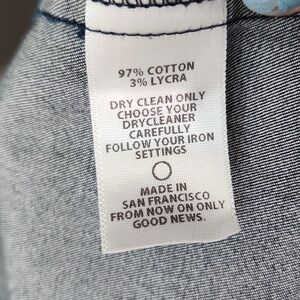 97% COTTON
3% LYCRA
DRY CLEAN ONLY
CHOOSE YOUR
DRYCLEANER
CAREFULLY
FOLLOW YOUR IRON
SETTINGS
MADE IN
SAN FRANCISCO
FROM NOW ON ONLY
GOOD NEWS.